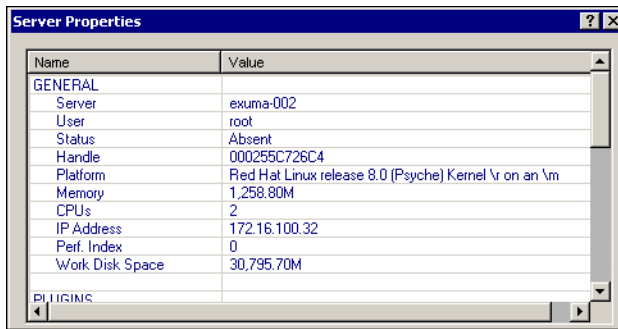 Server Properties
Name Value
GENERAL
Server exuma-002
User root
Status Absent
Handle 000255C726C4
Platform Red Hat Linux release 8.0 (Psyche) Kernel \r on an \m
Memory 1,258.80M
CPUs 2
IP Address 172.16.100.32
Perf. Index 0
Work Disk Space 30,795.70M
PLUGINS